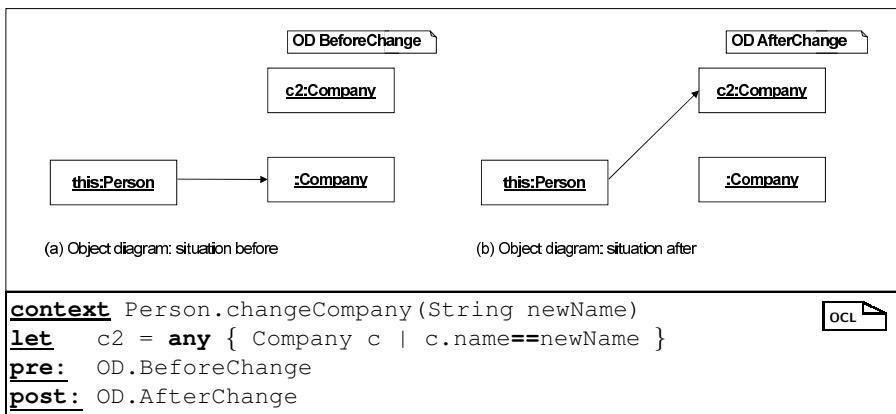 OD BeforeChange
OD AfterChange
c2:Company
c2:Company
this:Person
:Company
this:Person
:Company
(a) Object diagram: situation before
(b) Object diagram: situation after
context Person.changeCompany(String newName)
OCL
let c2 = any { Company c | c.name==newName }
pre: OD.BeforeChange
post: OD.AfterChange